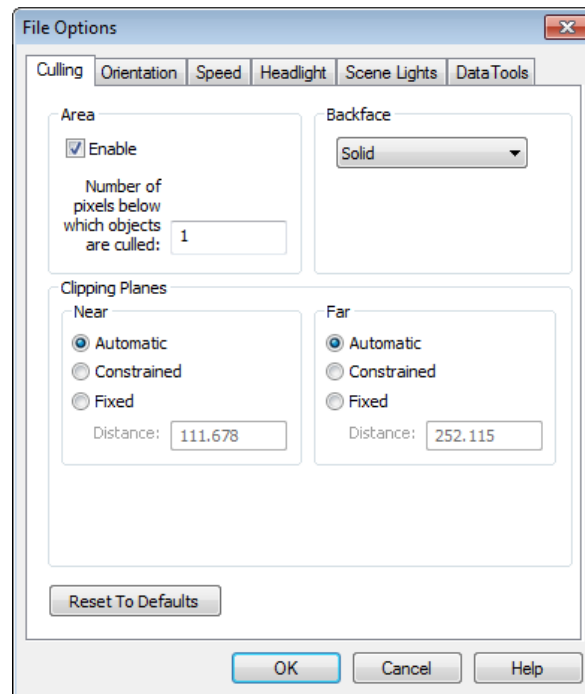 File Options
Culling Orientation Speed Headlight Scene Lights DataTools
Area
Enable
Number of
pixels below
which objects
are culled: 1
Backface
Solid
Clipping Planes
Near
Automatic
Constrained
Fixed
Distance: 111.678
Far
Automatic
Constrained
Fixed
Distance: 252.115
Reset To Defaults
OK Cancel Help